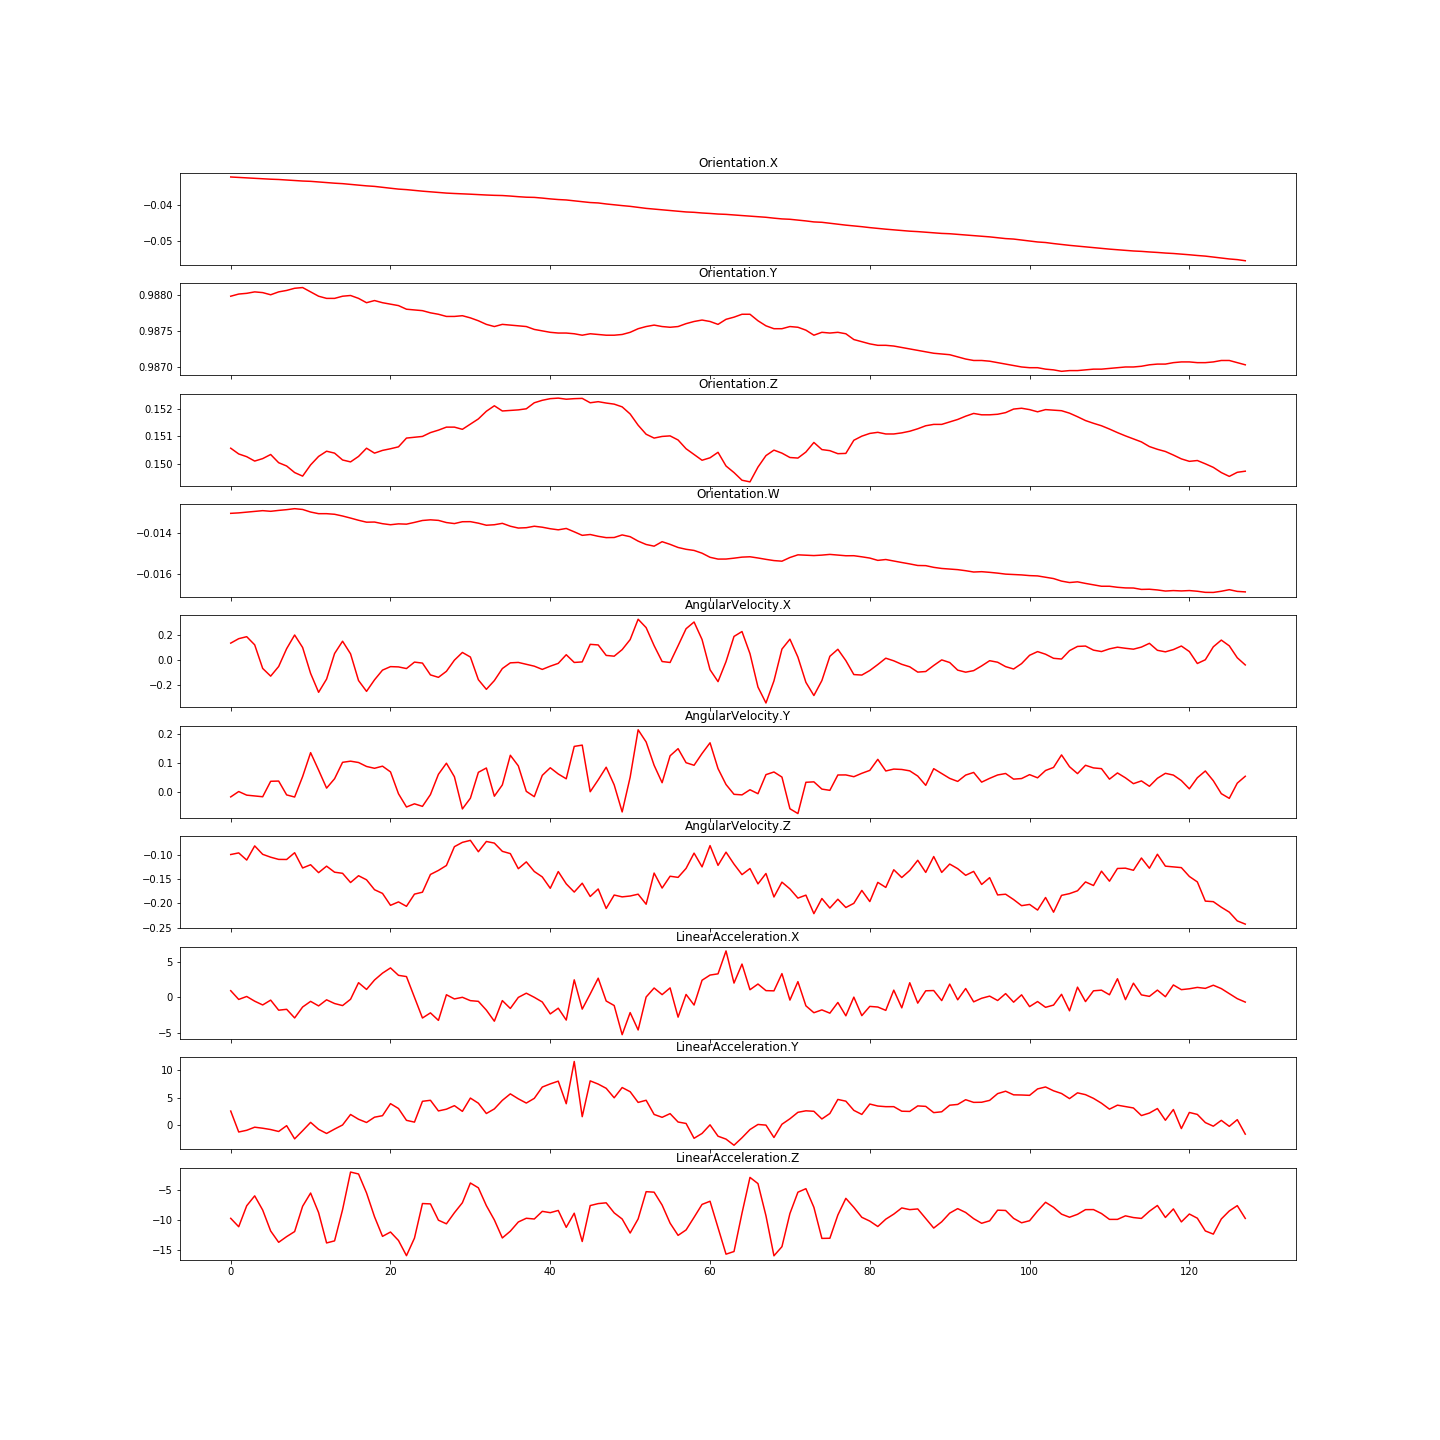 Orientation.X
−0.04
−0.05
Orientation.Y
0.9880
0.9875
0.9870
Orientation.Z
0.152
0.151
0.150
Orientation.W
−0.014
−0.016
AngularVelocity.X
0.2
0.0
−0.2
AngularVelocity.Y
0.2
0.1
0.0
AngularVelocity.Z
−0.10
−0.15
−0.20
−0.25
LinearAcceleration.X
5
0
−5
LinearAcceleration.Y
10
5
0
LinearAcceleration.Z
−5
−10
−15
0 20 40 60 80 100 120